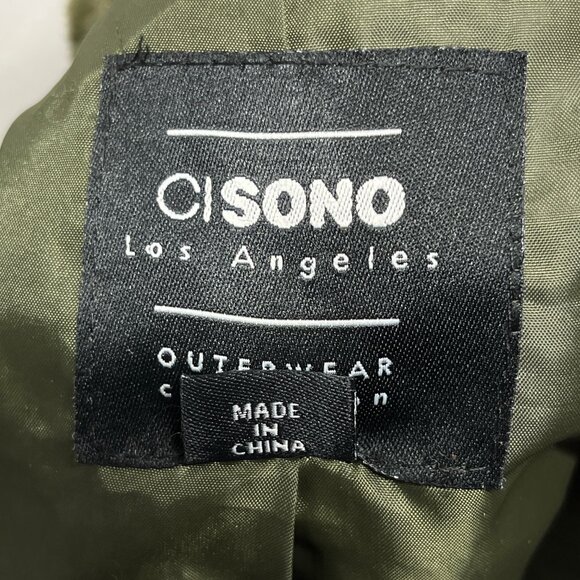 CISONO
Los Angeles
OUTERWEAR
MADE
IN
CHINA